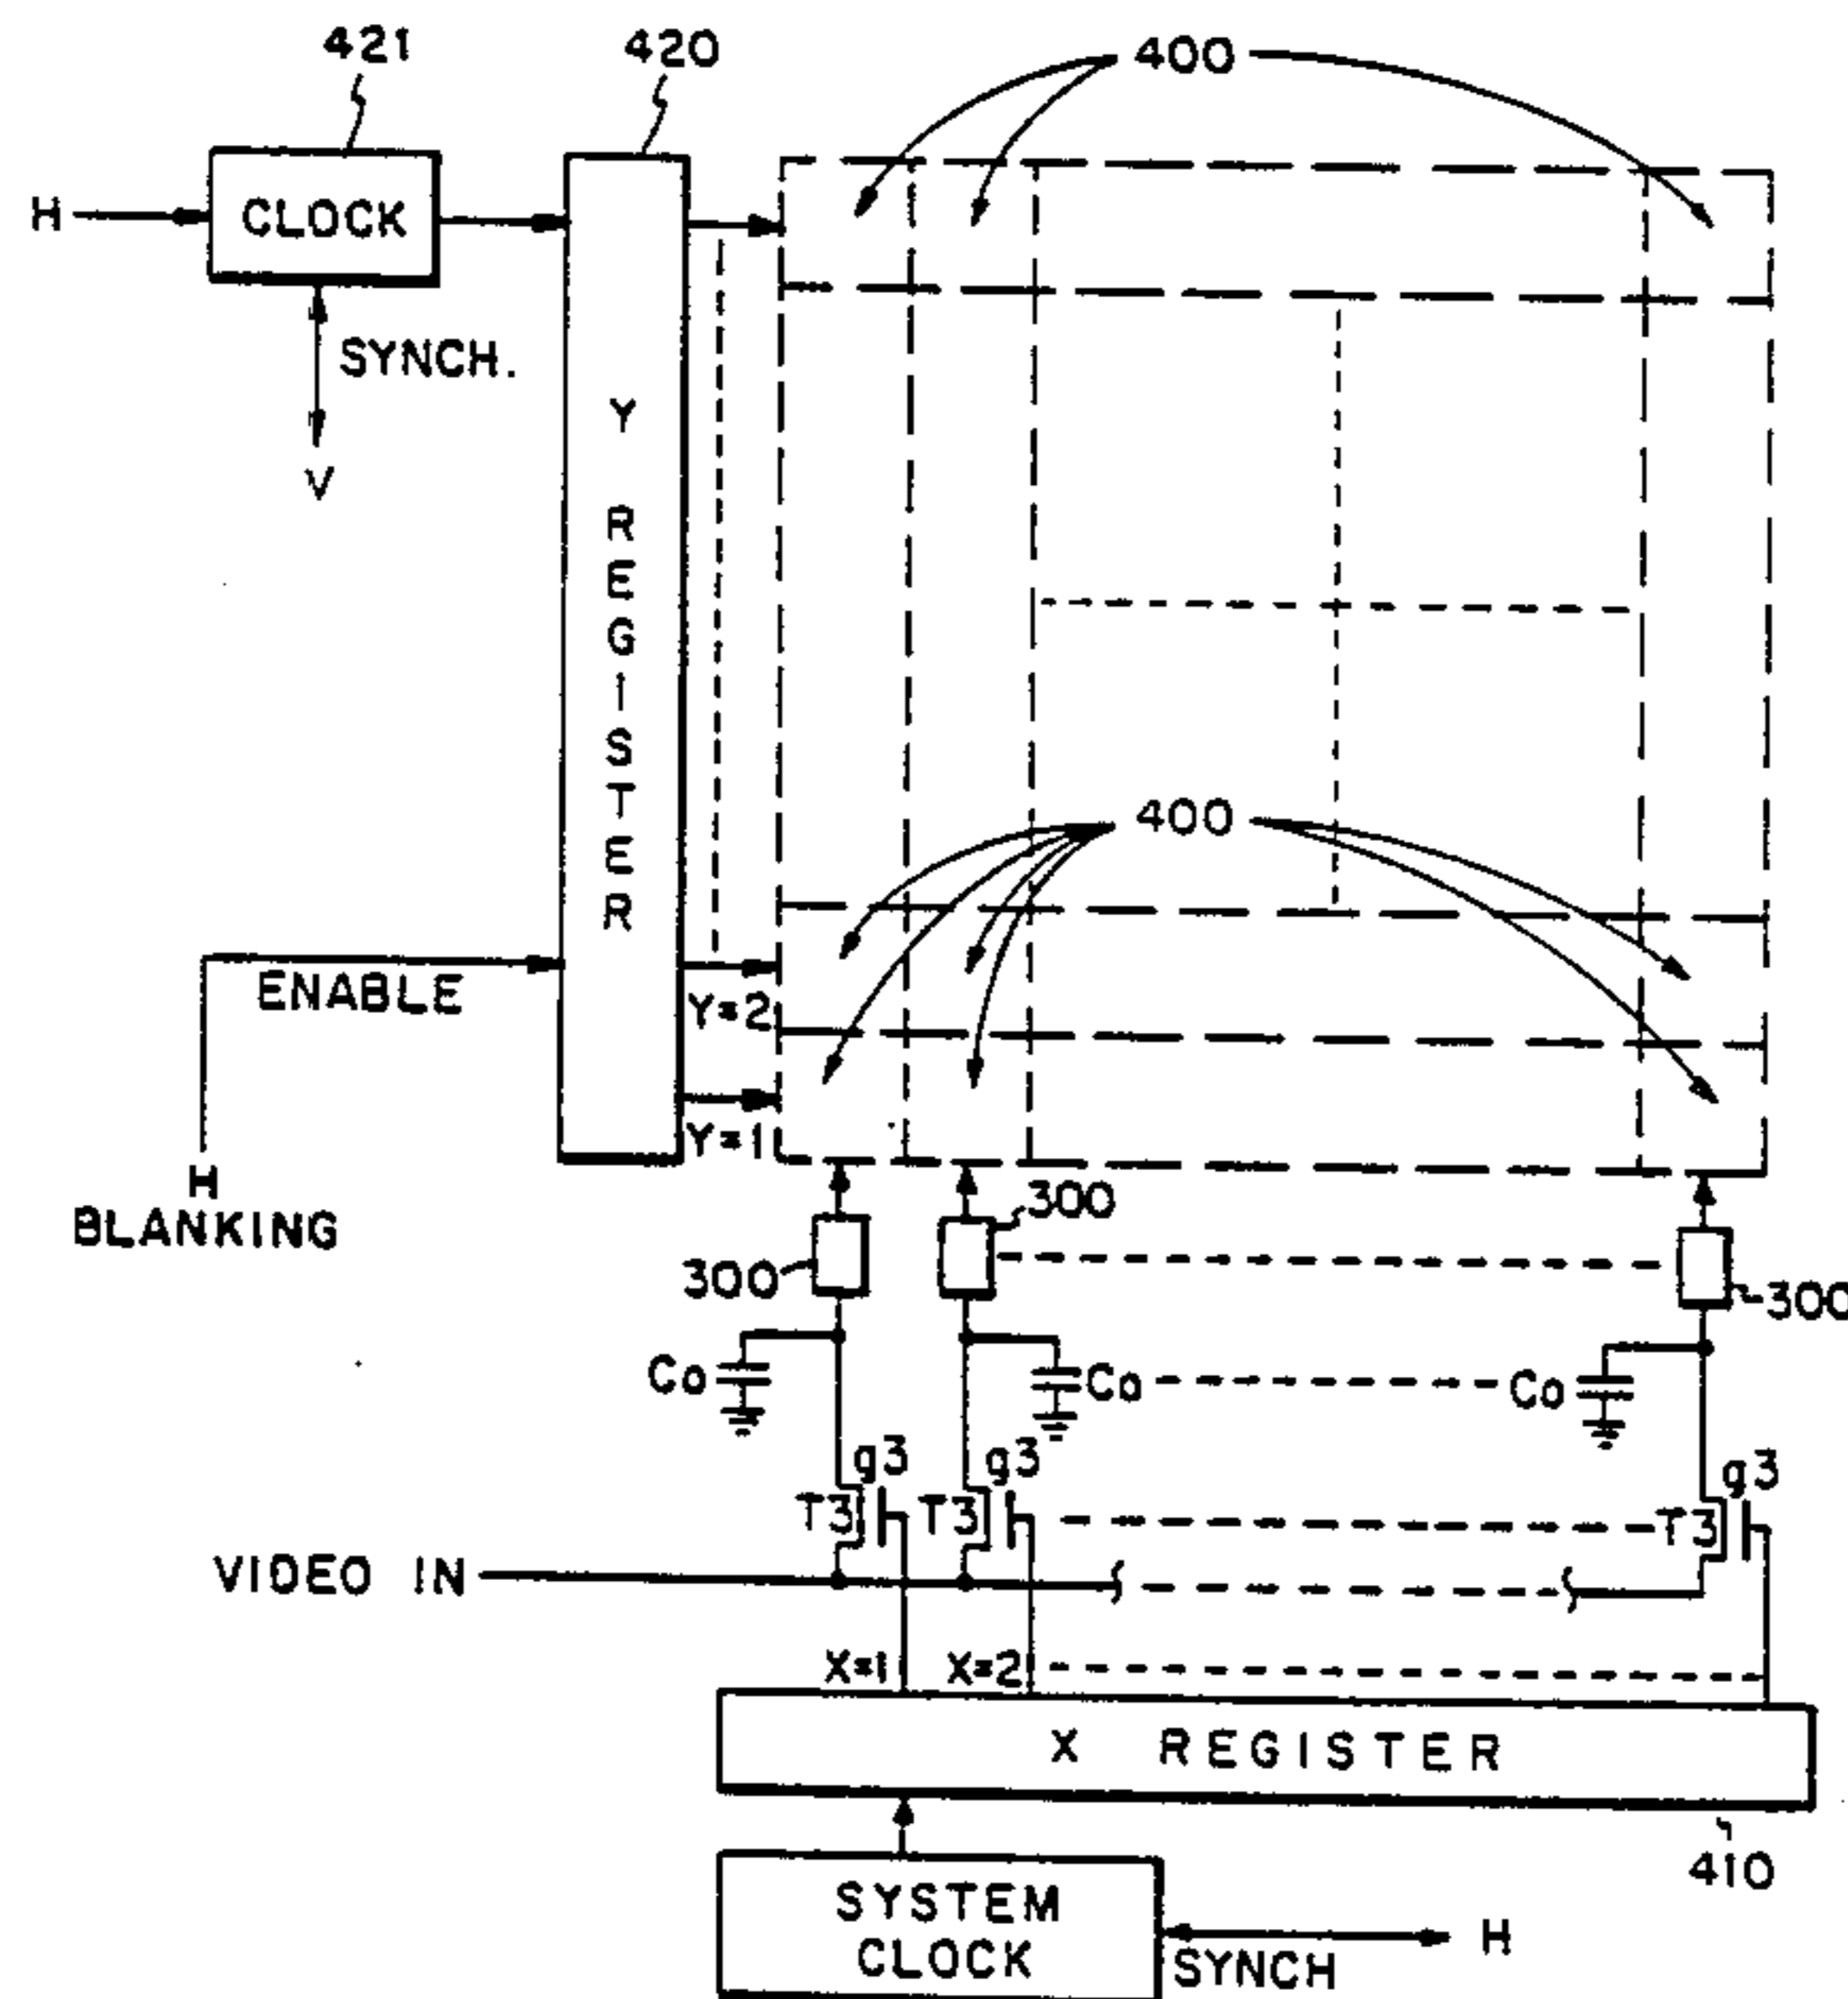 421
420
400
H
CLOCK
SYNCH.
V
Y REGISTER
400
ENABLE
Y=2
Y=1
H
BLANKING
300
300
300
Co
Co
Co
g3
g3
g3
T3
T3
T3
VIDEO IN
X=1
X=2
X REGISTER
410
SYSTEM
CLOCK
SYNCH
H